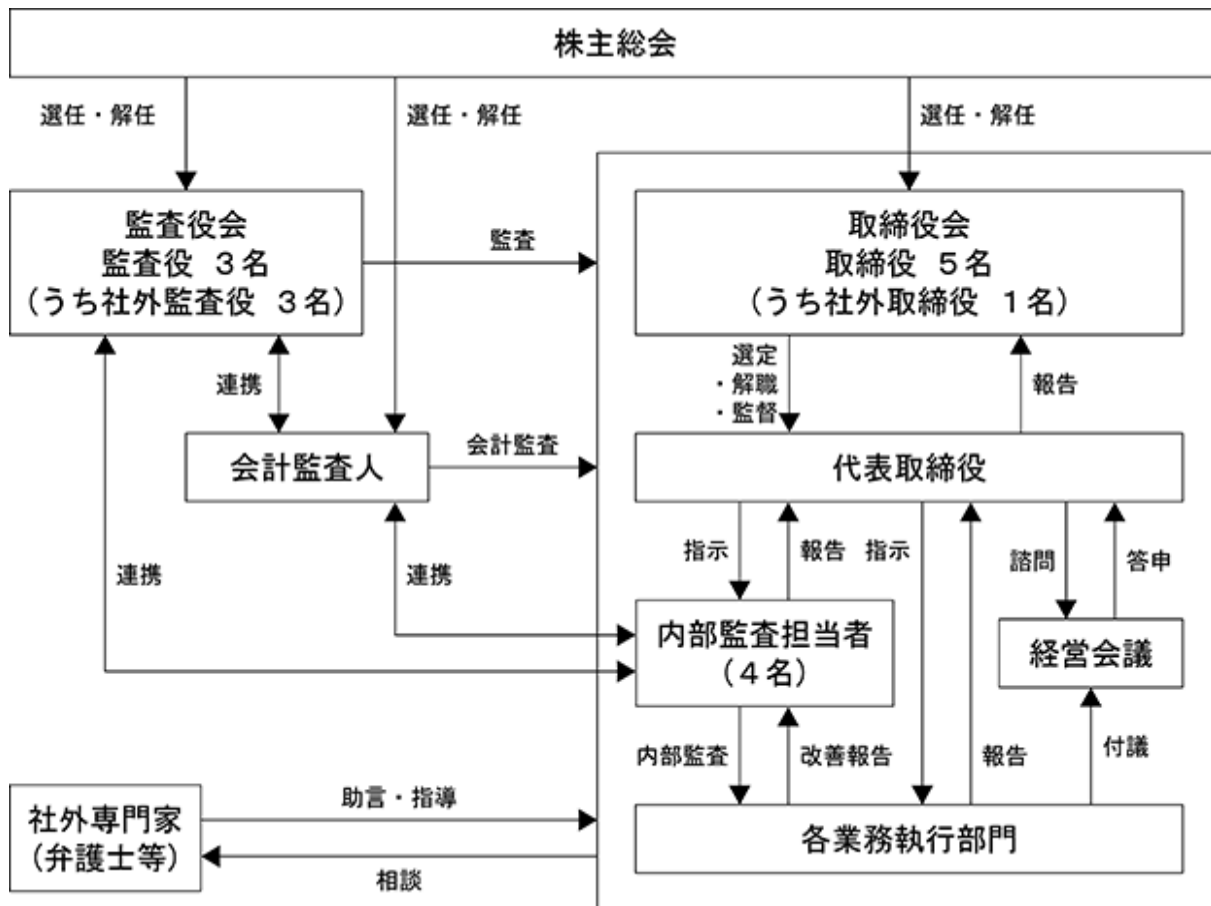 株主総会
選任・解任
選任・解任
選任・解任
監査役会
監査役 ３名
（うち社外監査役 ３名）
監査
取締役会
取締役 ５名
（うち社外取締役 １名）
連携
選定
・解職
・監督
報告
会計監査人
会計監査
代表取締役
連携
連携
指示
報告
指示
諮問
答申
内部監査担当者
（４名）
経営会議
内部監査
改善報告
報告
付議
社外専門家
（弁護士等）
助言・指導
相談
各業務執行部門